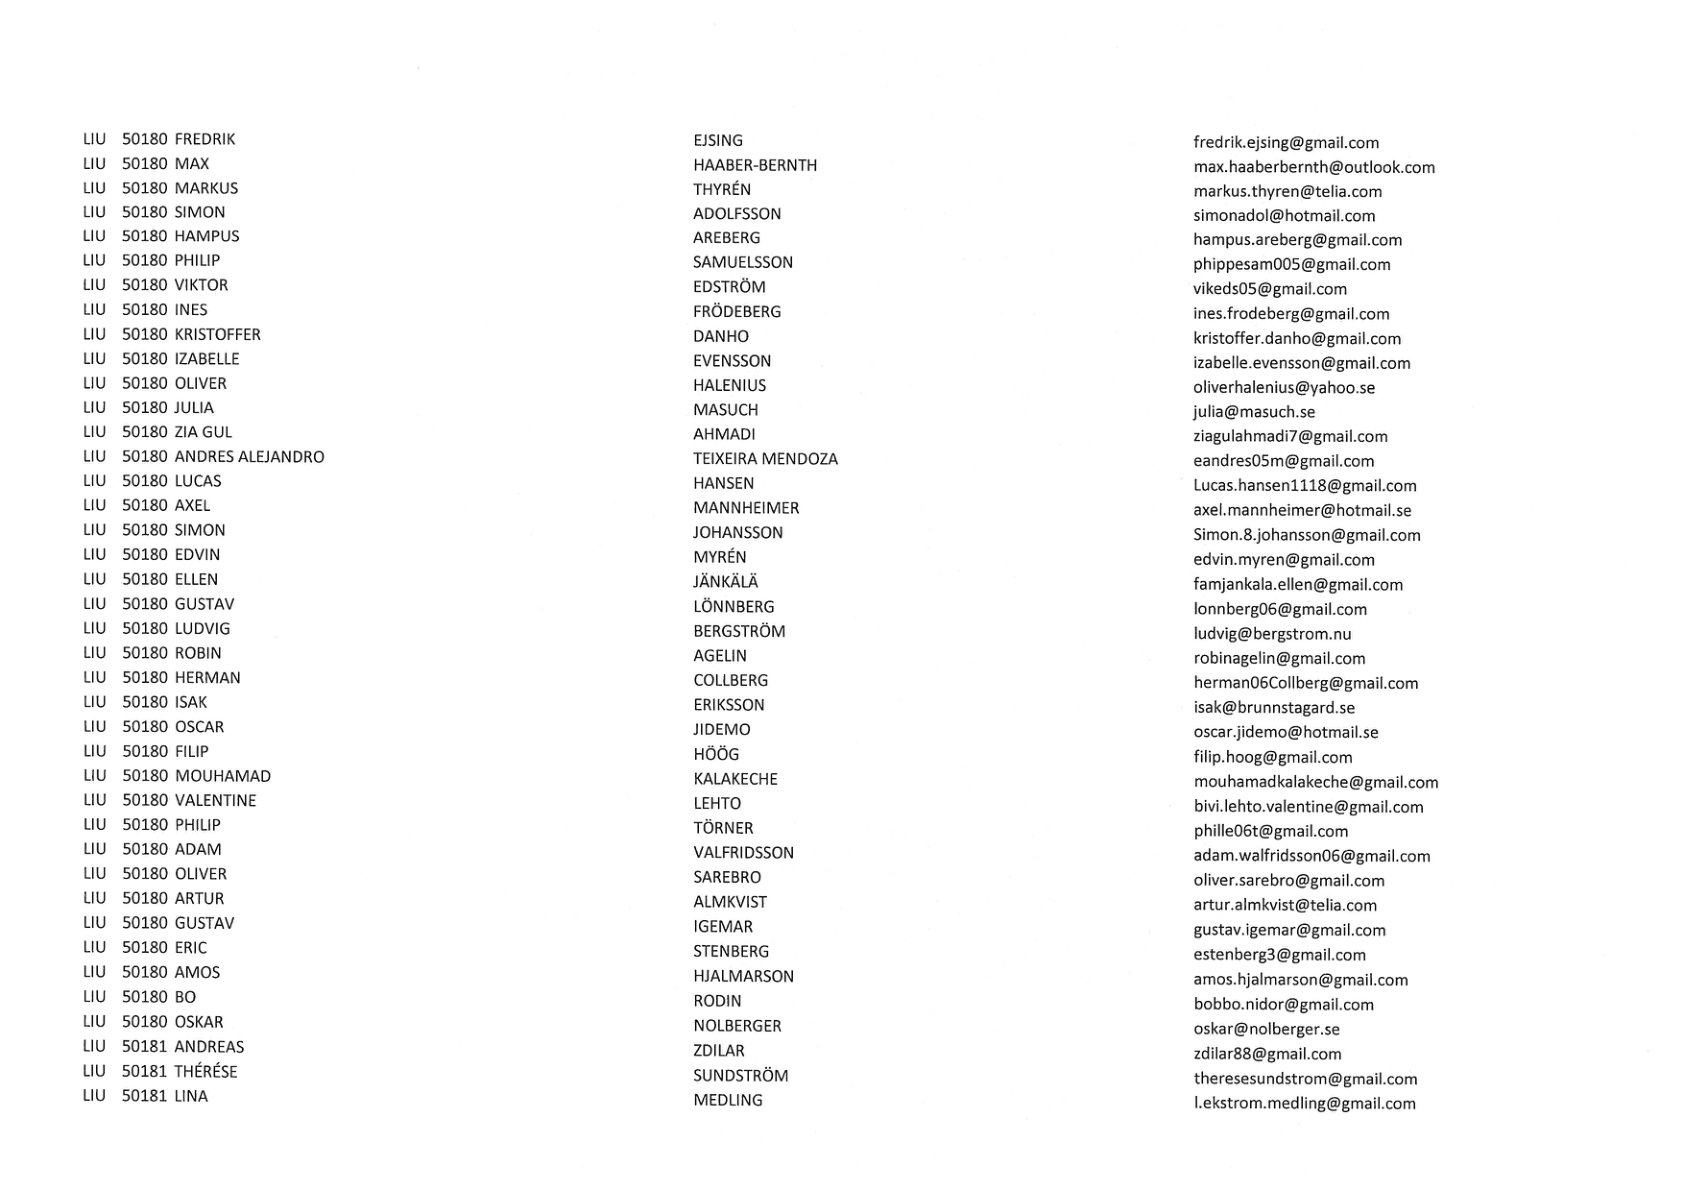 LIU 50180 FREDRIK EJSING fredrik.ejsing@gmail.com
LIU 50180 MAX HAABER-BERNTH max.haaberbernth@outlook.com
LIU 50180 MARKUS THYRÉN markus.thyren@telia.com
LIU 50180 SIMON ADOLFSSON simonadol@hotmail.com
LIU 50180 HAMPUS AREBERG hampus.areberg@gmail.com
LIU 50180 PHILIP SAMUELSSON phippesam005@gmail.com
LIU 50180 VIKTOR EDSTRÖM vikeds05@gmail.com
LIU 50180 INES FRÖDEBERG ines.frodeberg@gmail.com
LIU 50180 KRISTOFFER DANHO kristoffer.danho@gmail.com
LIU 50180 IZABELLE EVENSSON izabelle.evensson@gmail.com
LIU 50180 OLIVER HALENIUS oliverhalenius@yahoo.se
LIU 50180 JULIA MASUCH julia@masuch.se
LIU 50180 ZIA GUL AHMADI ziagulahmadi7@gmail.com
LIU 50180 ANDRES ALEJANDRO TEIXEIRA MENDOZA eandres05m@gmail.com
LIU 50180 LUCAS HANSEN Lucas.hansen1118@gmail.com
LIU 50180 AXEL MANNHEIMER axel.mannheimer@hotmail.se
LIU 50180 SIMON JOHANSSON Simon.8.johansson@gmail.com
LIU 50180 EDVIN MYRÉN edvin.myren@gmail.com
LIU 50180 ELLEN JÄNKÄLÄ famjankala.ellen@gmail.com
LIU 50180 GUSTAV LÖNNBERG lonnberg06@gmail.com
LIU 50180 LUDVIG BERGSTRÖM ludvig@bergstrom.nu
LIU 50180 ROBIN AGELIN robinagelin@gmail.com
LIU 50180 HERMAN COLLBERG herman06Collberg@gmail.com
LIU 50180 ISAK ERIKSSON isak@brunnstagard.se
LIU 50180 OSCAR JIDEMO oscar.jidemo@hotmail.se
LIU 50180 FILIP HÖÖG filip.hoog@gmail.com
LIU 50180 MOUHAMAD KALAKECHE mouhamadkalakeche@gmail.com
LIU 50180 VALENTINE LEHTO bivi.lehto.valentine@gmail.com
LIU 50180 PHILIP TÖRNER phille06t@gmail.com
LIU 50180 ADAM VALFRIDSSON adam.walfridsson06@gmail.com
LIU 50180 OLIVER SAREBRO oliver.sarebro@gmail.com
LIU 50180 ARTUR ALMKVIST artur.almkvist@telia.com
LIU 50180 GUSTAV IGEMAR gustav.igemar@gmail.com
LIU 50180 ERIC STENBERG estenberg3@gmail.com
LIU 50180 AMOS HJALMARSON amos.hjalmarson@gmail.com
LIU 50180 BO RODIN bobbo.nidor@gmail.com
LIU 50180 OSKAR NOLBERGER oskar@nolberger.se
LIU 50181 ANDREAS ZDILAR zdilar88@gmail.com
LIU 50181 THÉRÉSE SUNDSTRÖM theresesundstrom@gmail.com
LIU 50181 LINA MEDLING l.ekstrom.medling@gmail.com